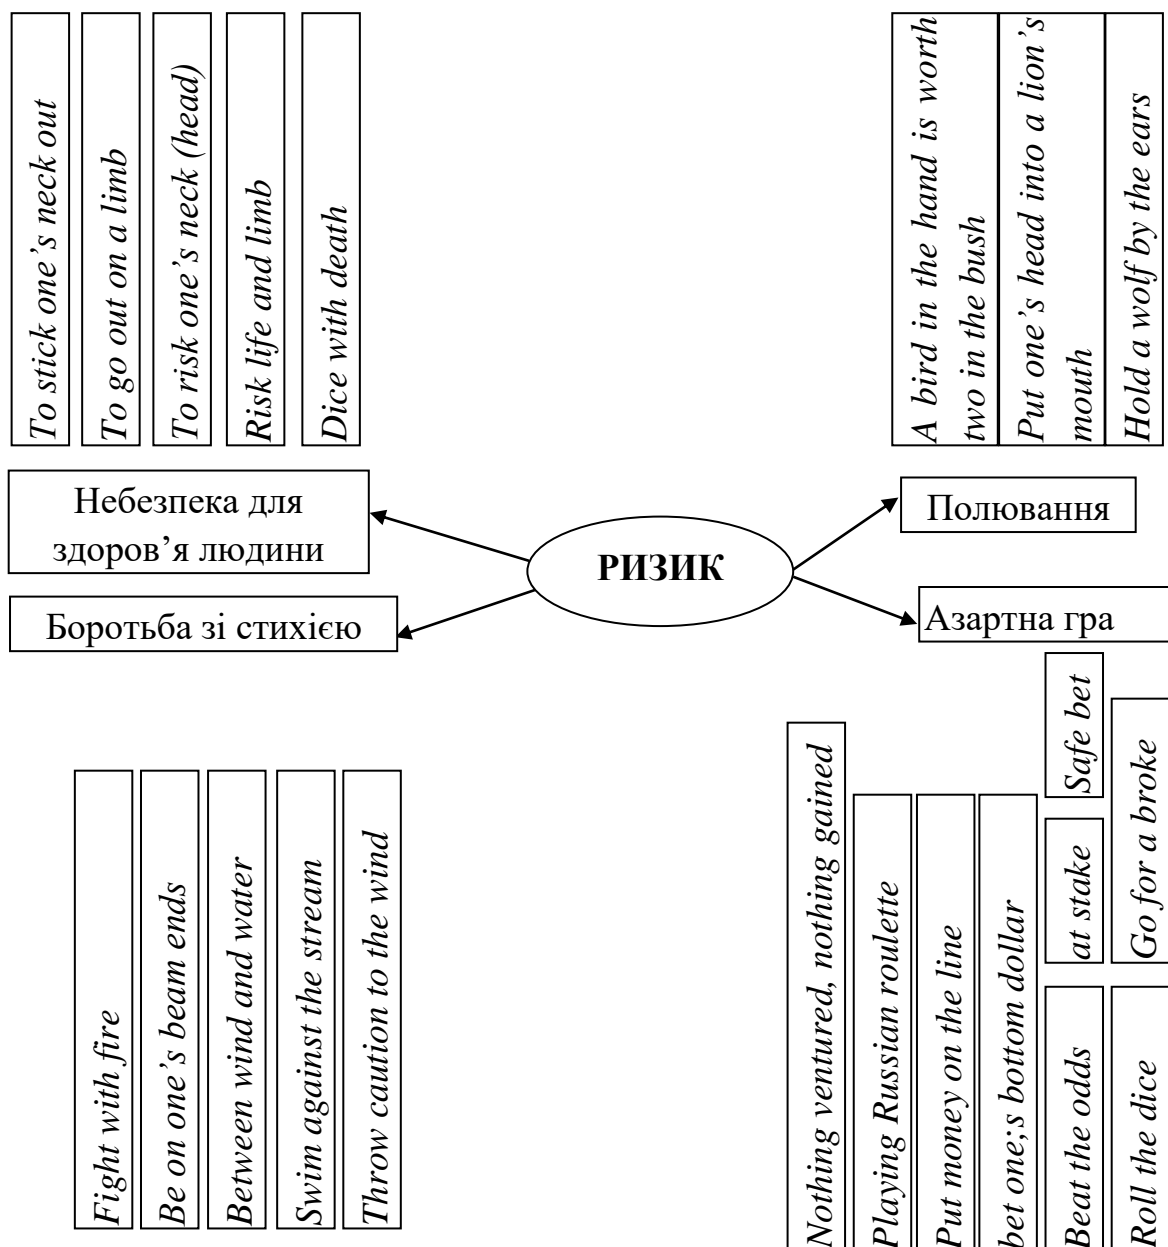 To stick one’s neck out
To go out on a limb
To risk one’s neck (head)
Risk life and limb
Dice with death
A bird in the hand is worth
two in the bush
Put one’s head into a lion’s
mouth
Hold a wolf by the ears
Небезпека для
здоров’я людини
РИЗИК
Полювання
Боротьба зі стихією
Азартна гра
Fight with fire
Be on one’s beam ends
Between wind and water
Swim against the stream
Throw caution to the wind
Nothing ventured, nothing gained
Playing Russian roulette
Put money on the line
bet one;s bottom dollar
Safe bet
at stake
Beat the odds
Go for a broke
Roll the dice